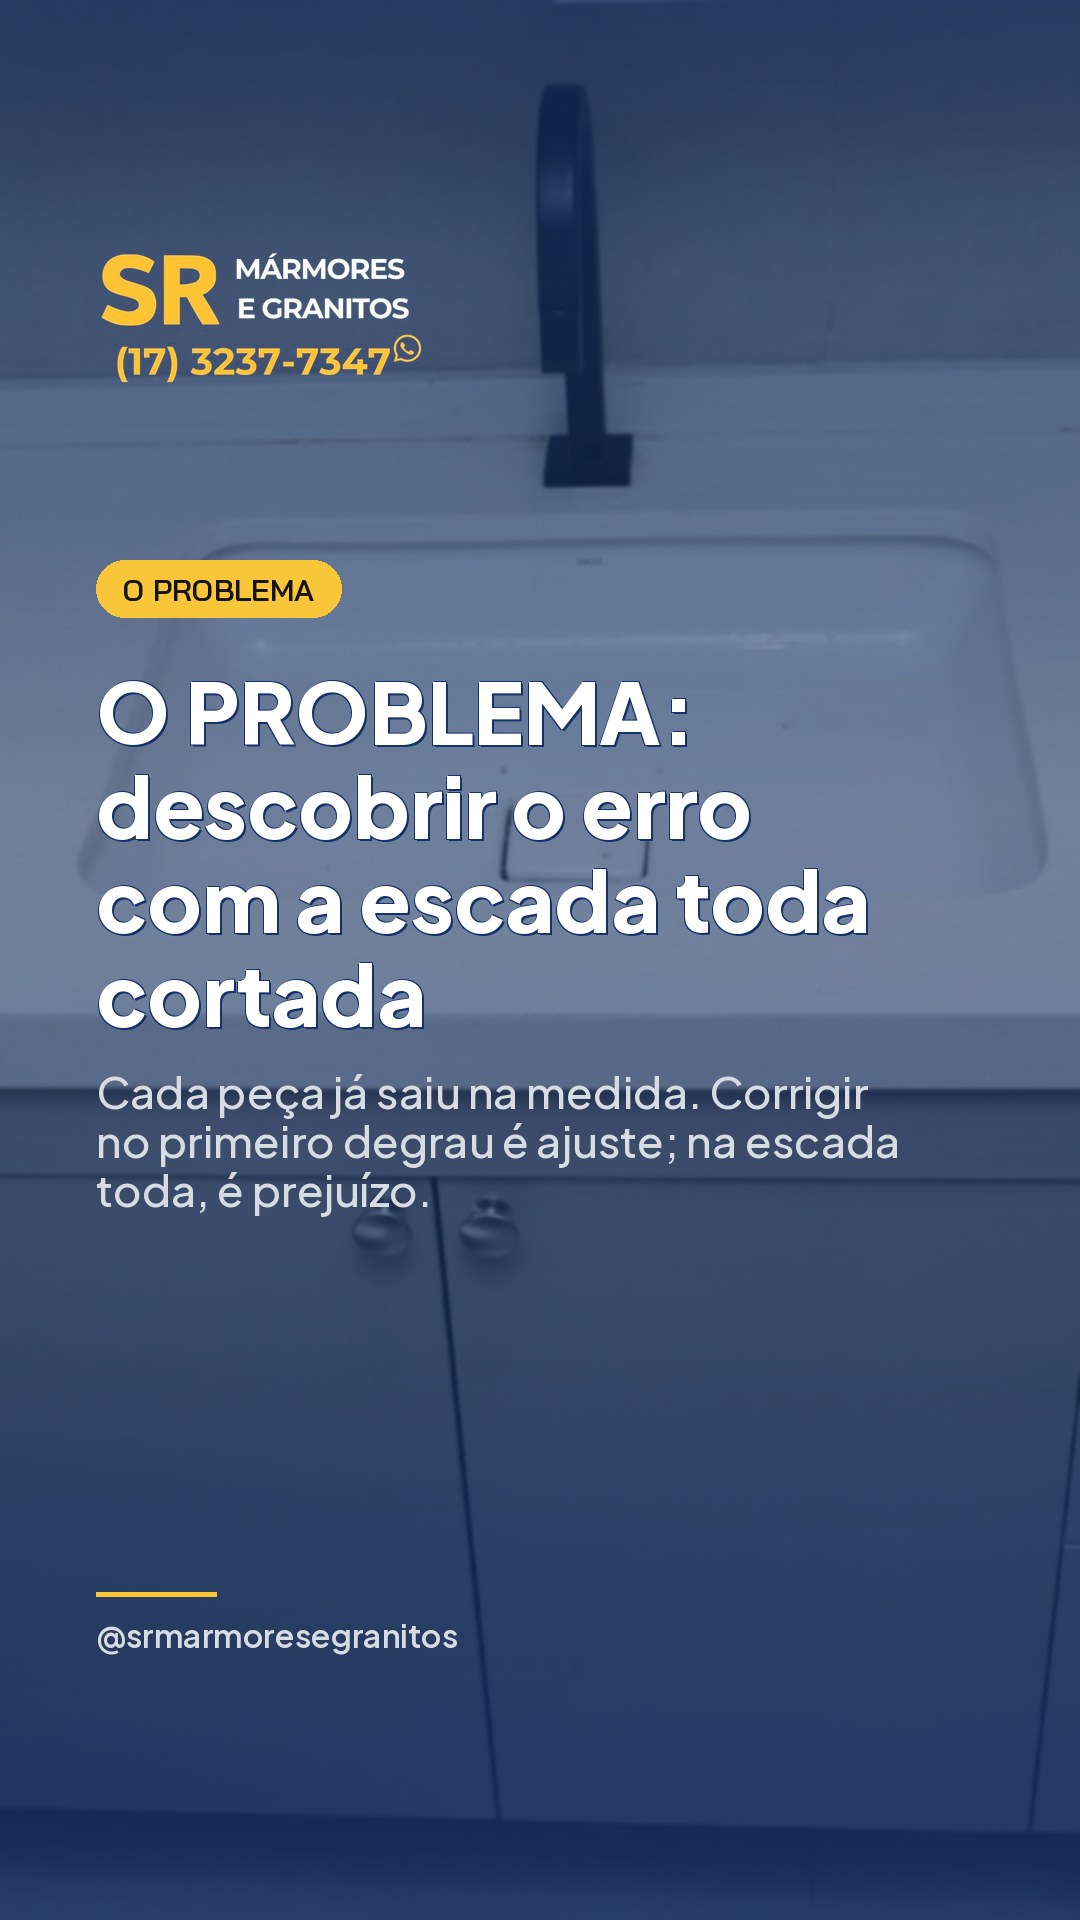 SR MÁRMORES
E GRANITOS
(17) 3237-7347
O PROBLEMA
O PROBLEMA:
descobrir o erro
com a escada toda
cortada
Cada peça já saiu na medida. Corrigir
no primeiro degrau é ajuste; na escada
toda, é prejuízo.
@srmarmoresegranitos